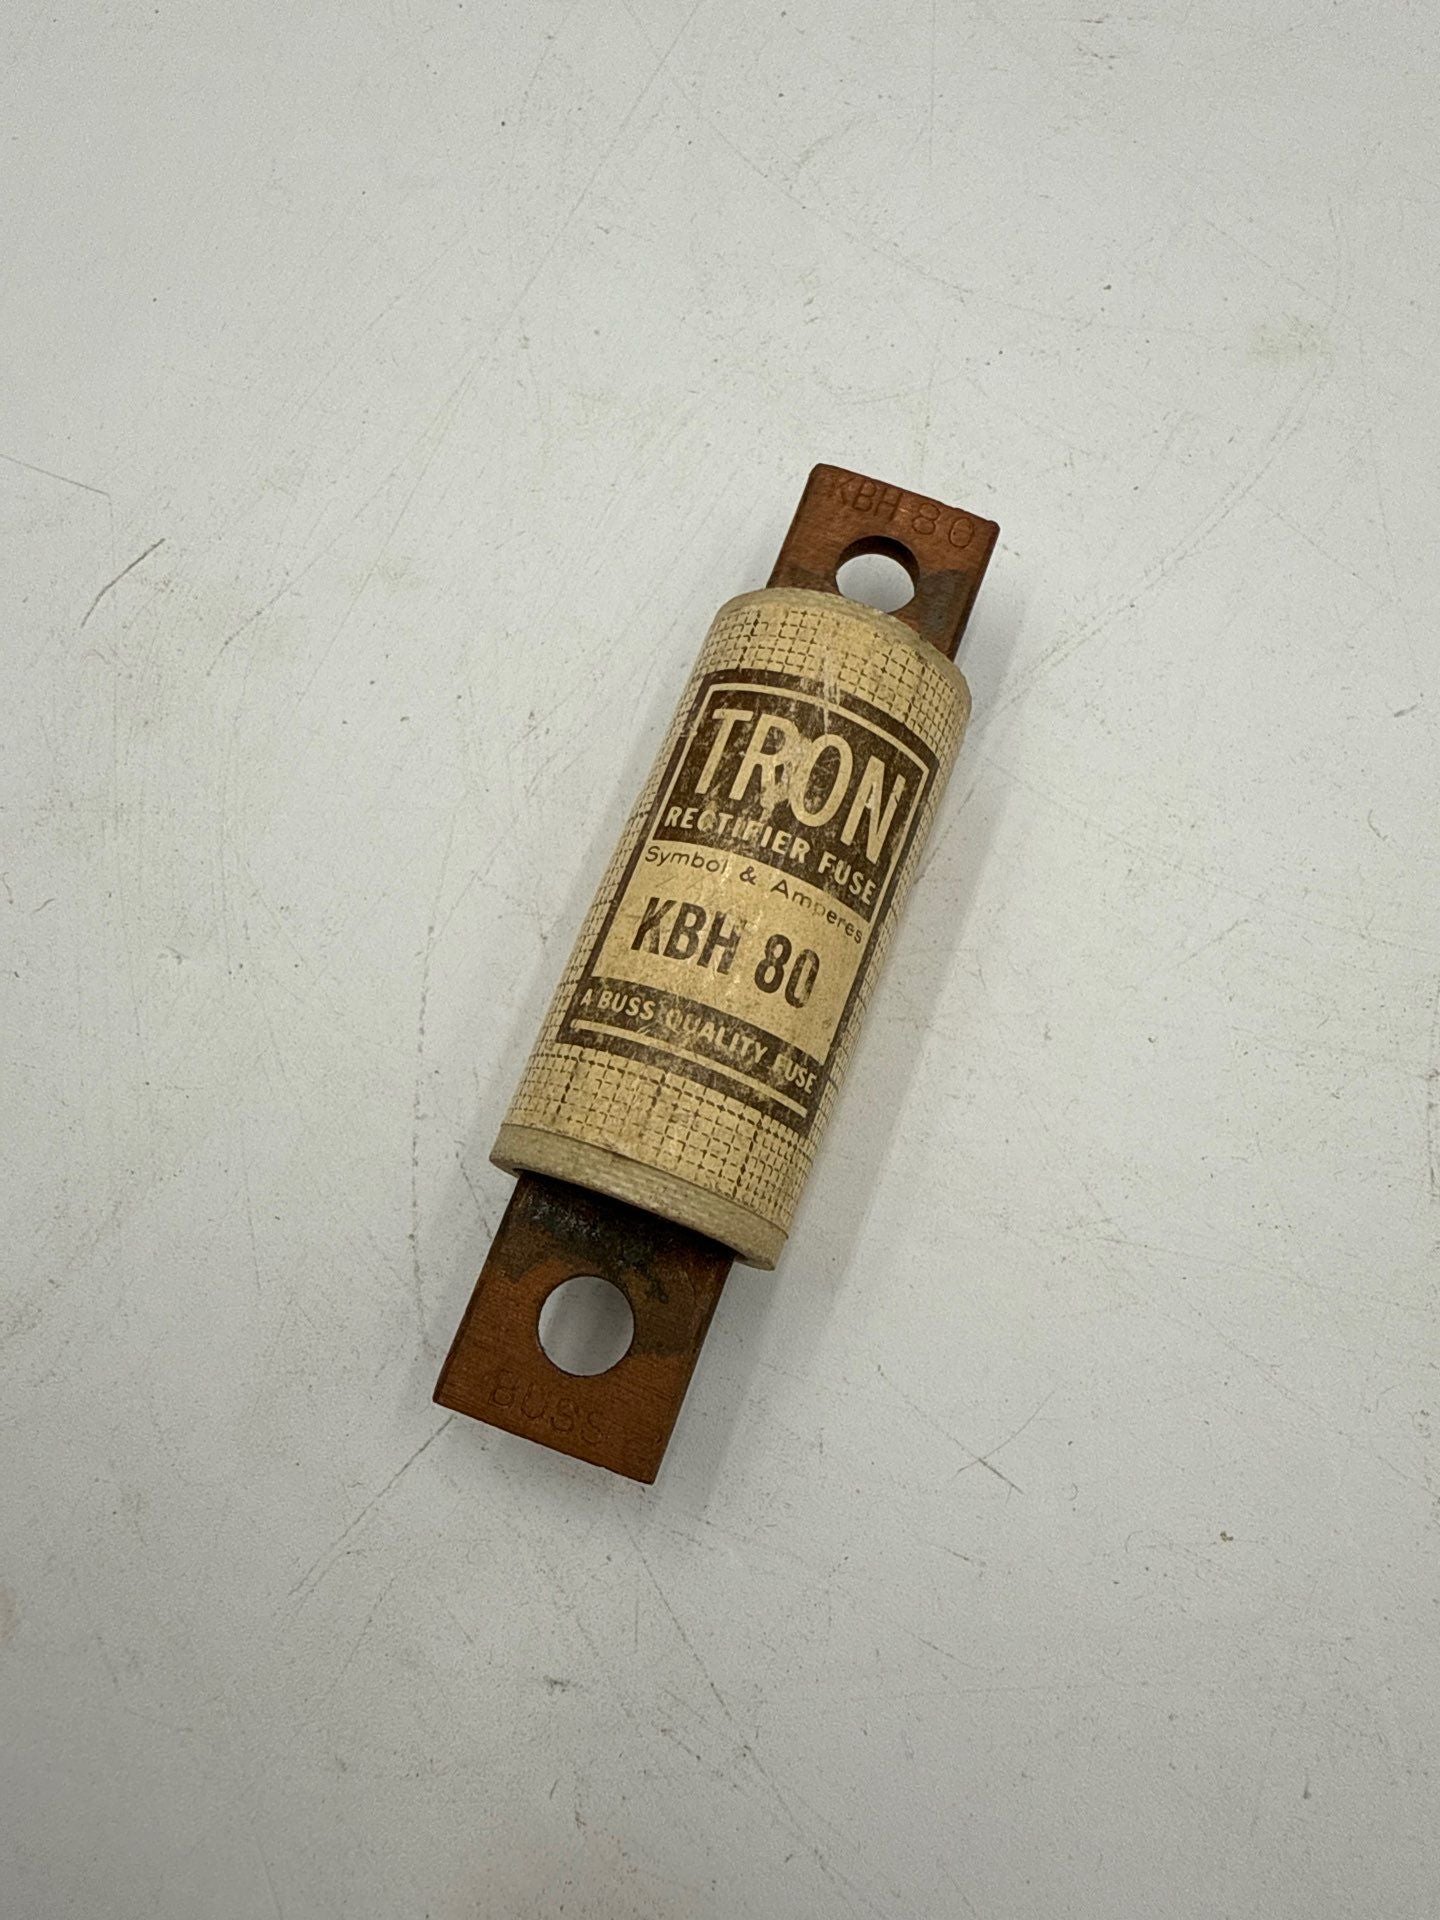 KBH 80
TRON
RECTIFIER FUSE
Symbol & Amperes
KBH 80
A BUSS QUALITY FUSE
BUSS